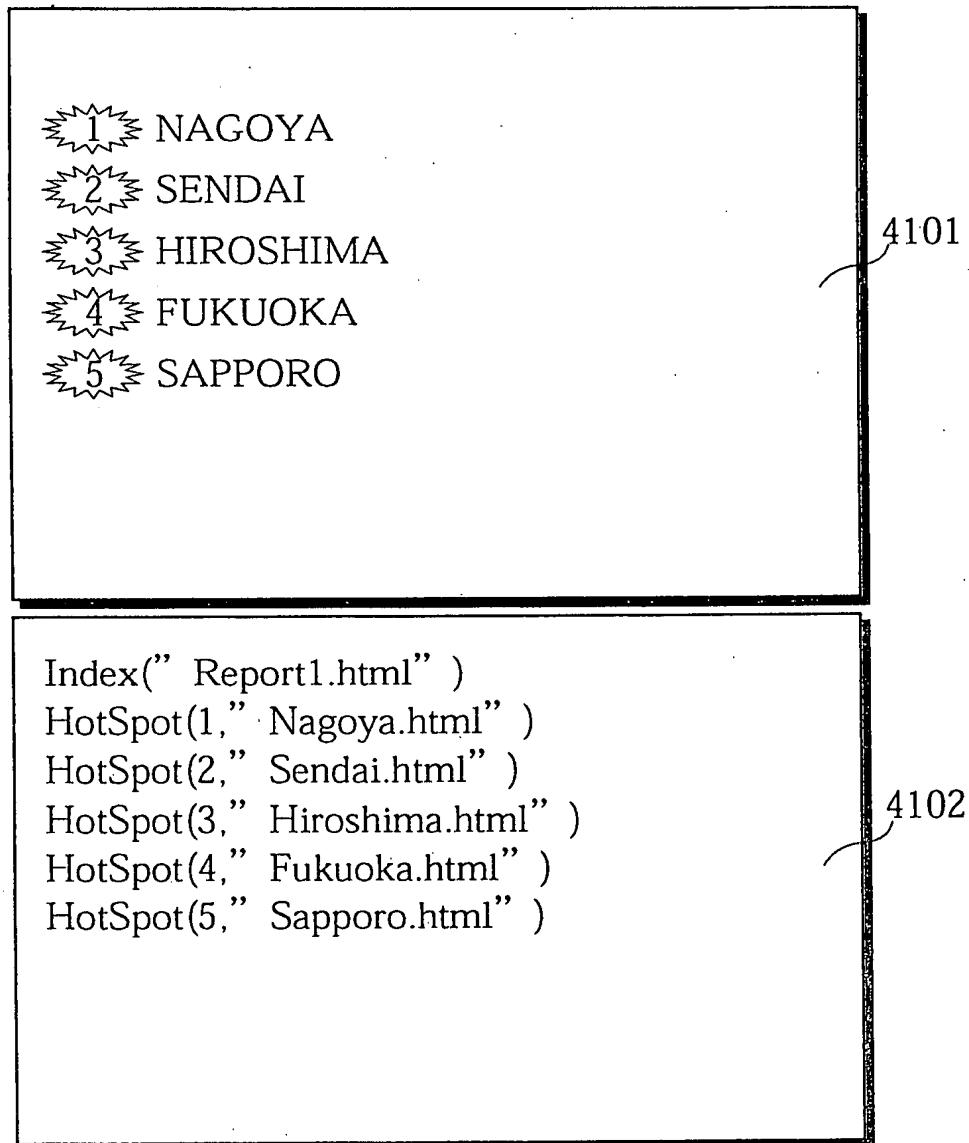 1 NAGOYA
2 SENDAI
3 HIROSHIMA
4 FUKUOKA
5 SAPPORO
4101
Index(” Report1.html” )
HotSpot(1,” Nagoya.html” )
HotSpot(2,” Sendai.html” )
HotSpot(3,” Hiroshima.html” )
HotSpot(4,” Fukuoka.html” )
HotSpot(5,” Sapporo.html” )
4102